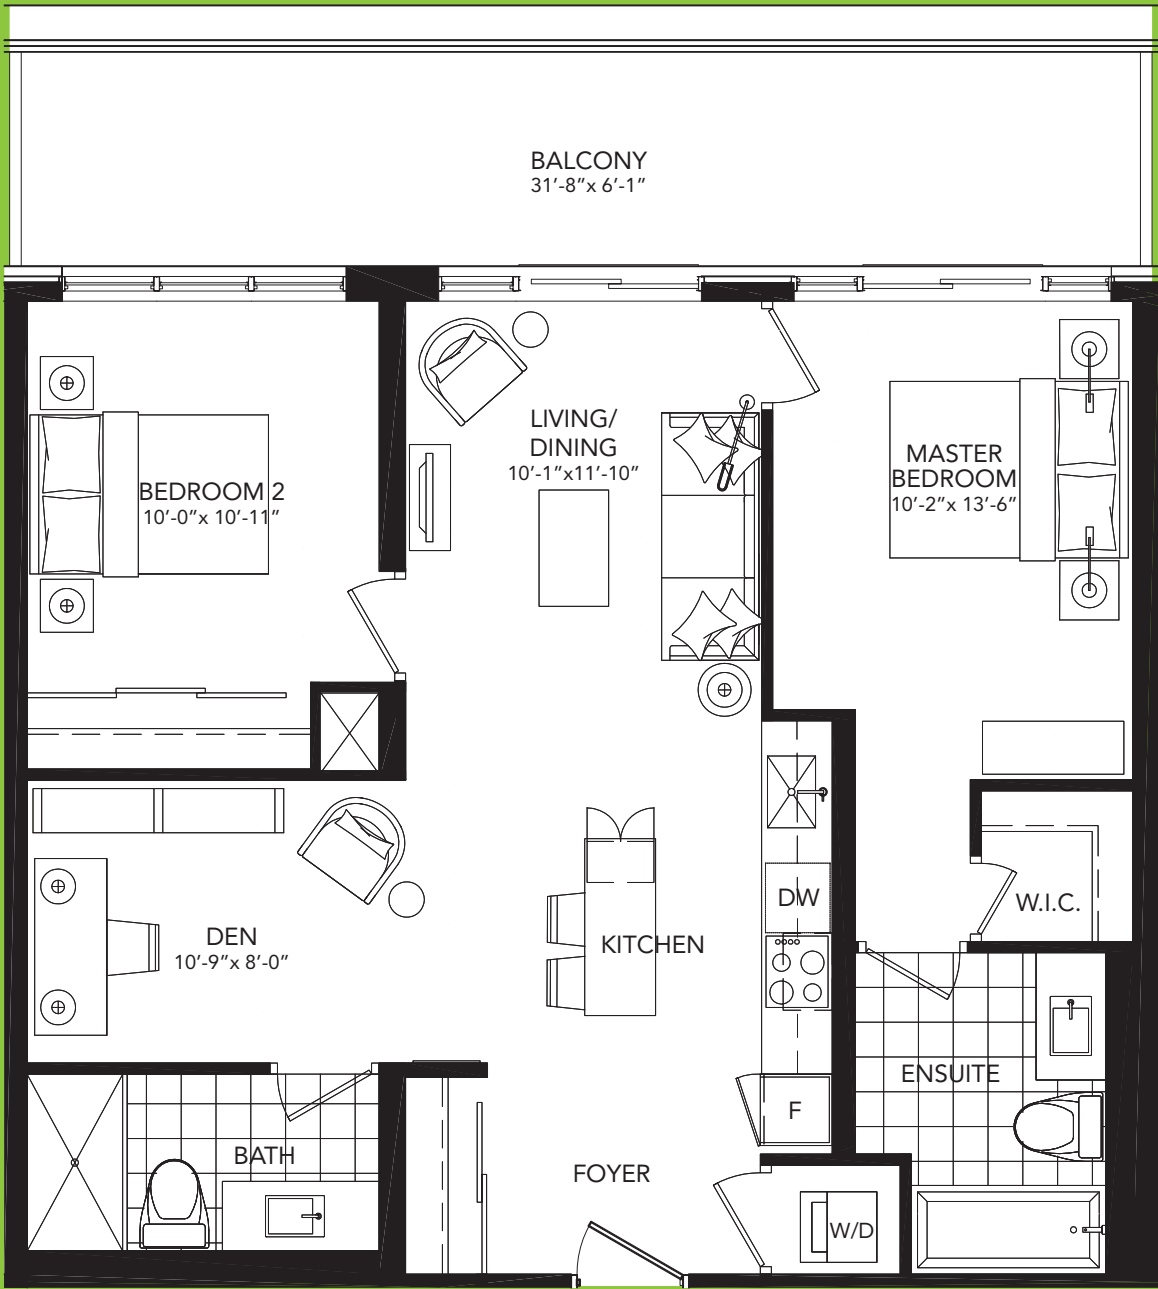 BALCONY
31'-8"x 6'-1"
LIVING/
DINING
10'-1"x11'-10"
MASTER
BEDROOM
10'-2"x 13'-6"
BEDROOM 2
10'-0"x 10'-11"
DW
W.I.C.
DEN
10'-9"x 8'-0"
KITCHEN
ENSUITE
F
BATH
FOYER
W/D